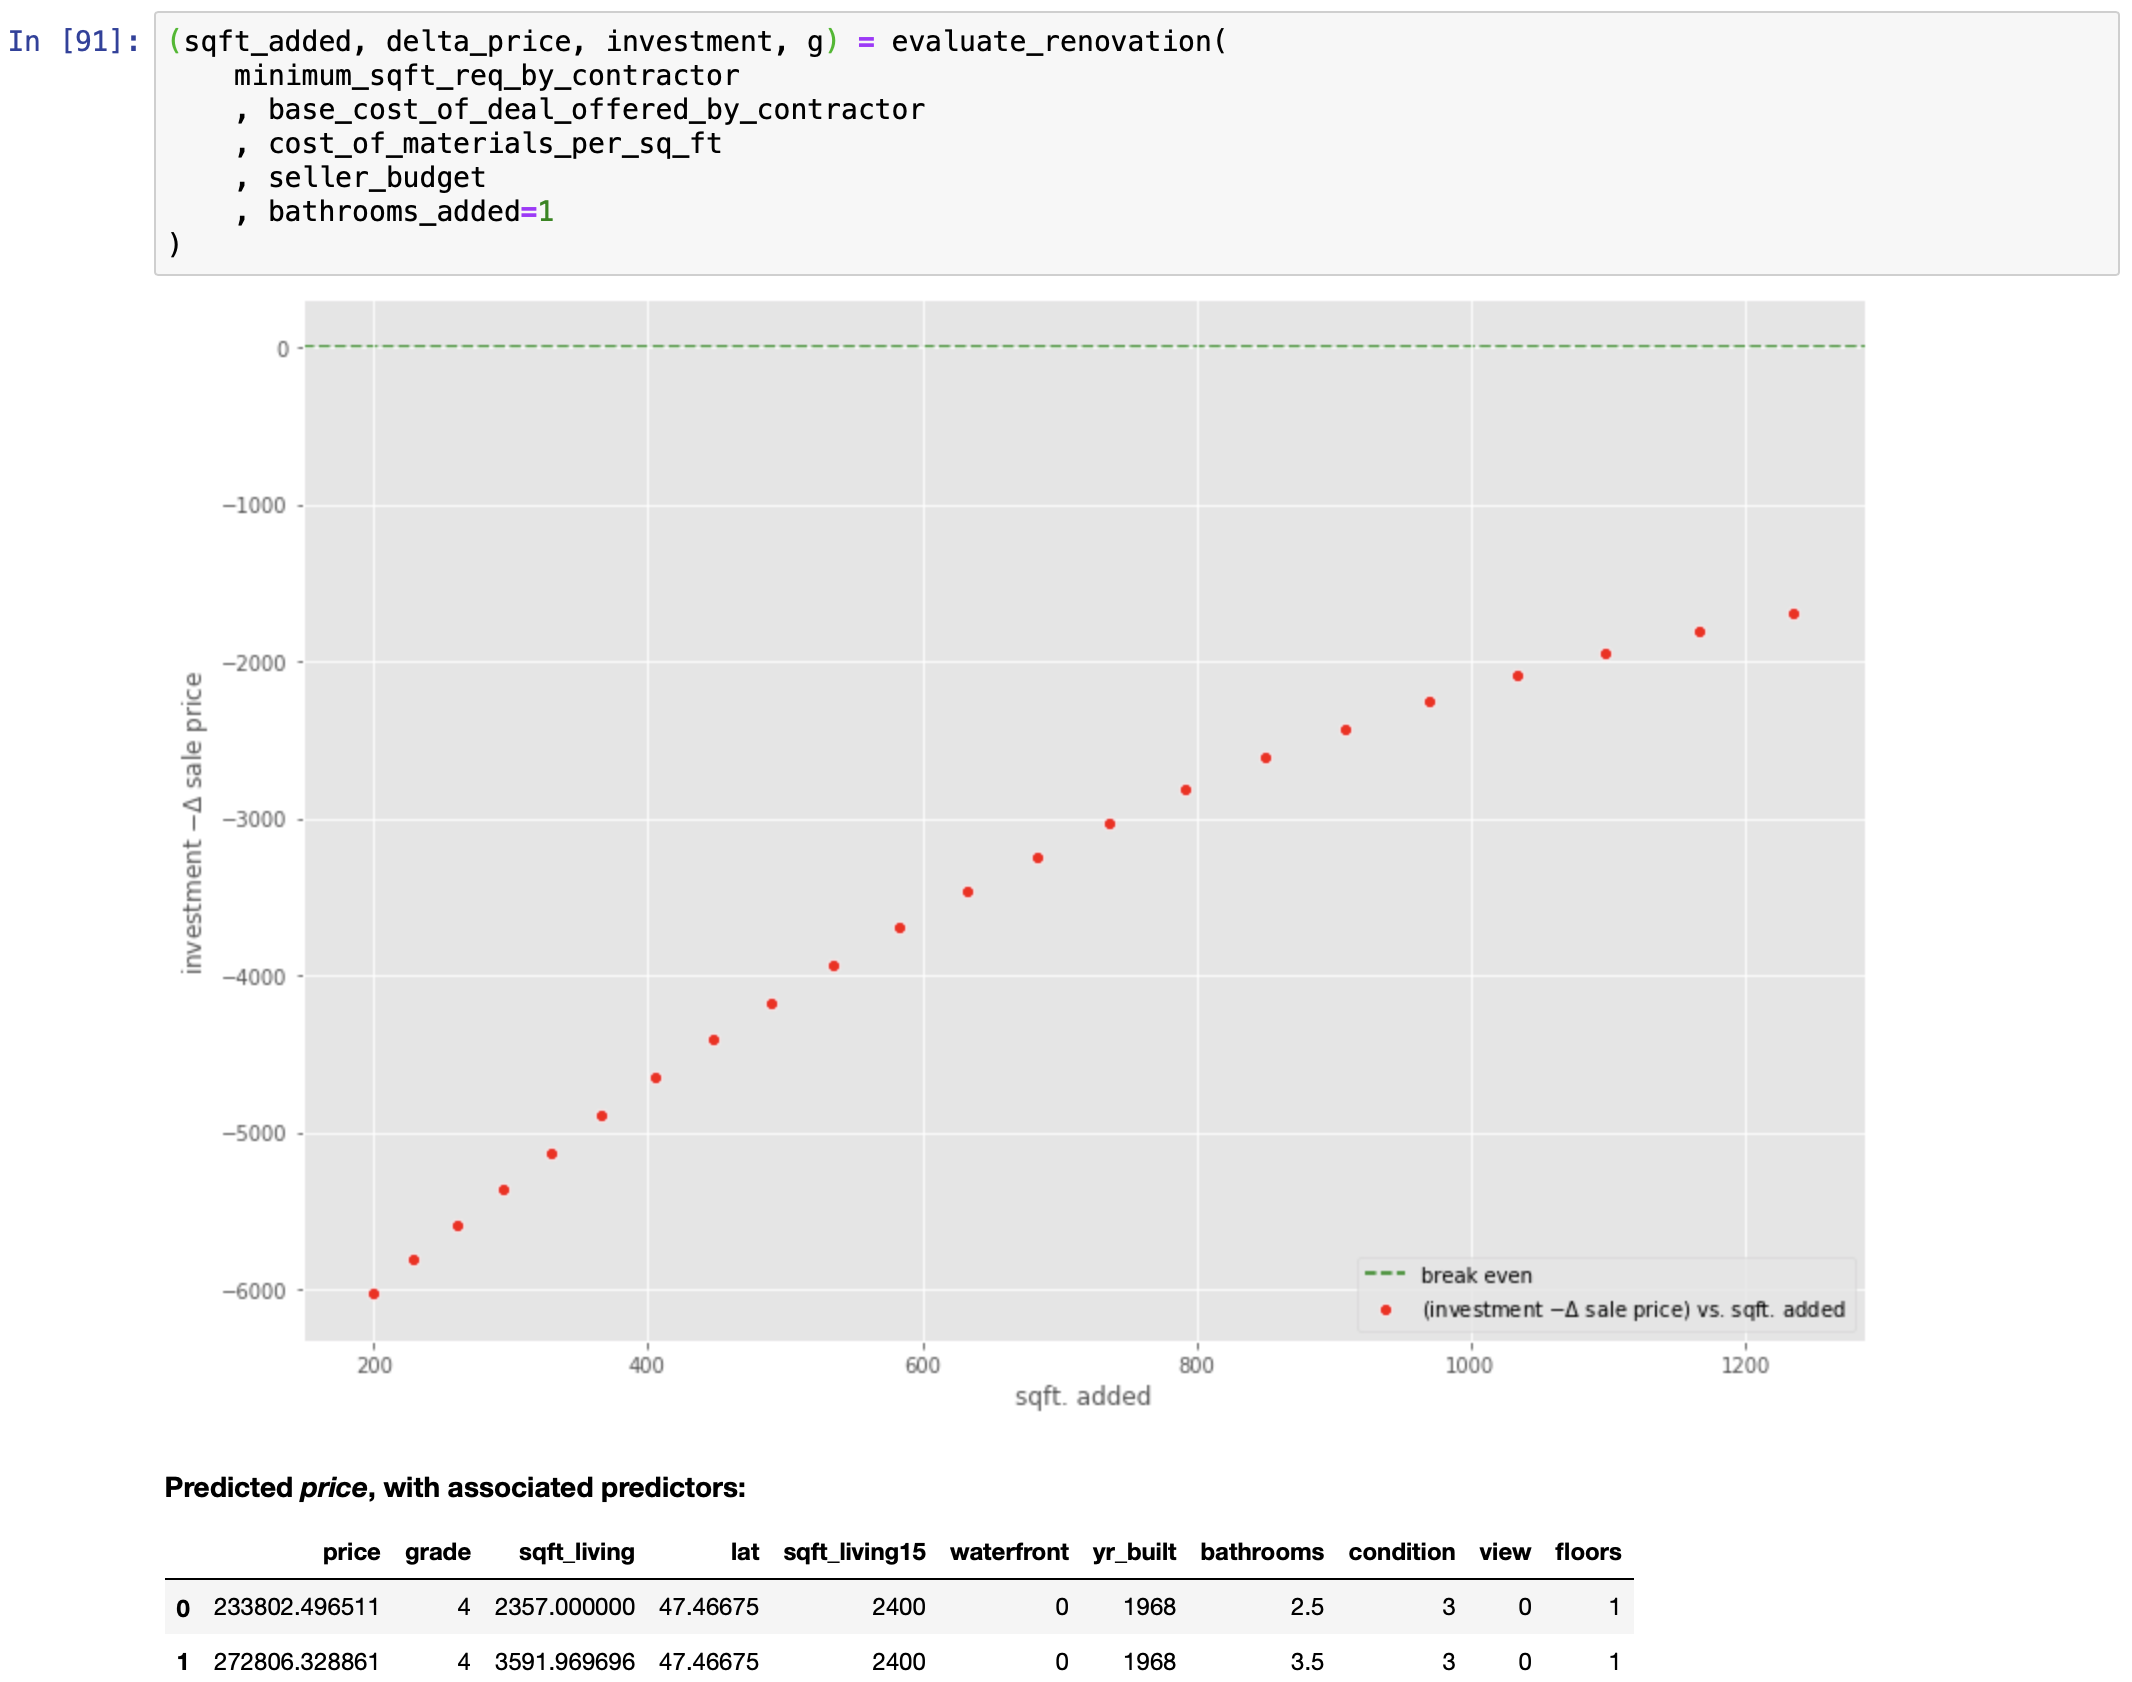 In [91]: (sqft_added, delta_price, investment, g) = evaluate_renovation(
minimum_sqft_req_by_contractor
, base_cost_of_deal_offered_by_contractor
, cost_of_materials_per_sq_ft
, seller_budget
, bathrooms_added=1
)
0
−1000
−2000
−3000
−4000
−5000
−6000
investment −Δ sale price
break even
(investment −Δ sale price) vs. sqft. added
200 400 600 800 1000 1200
sqft. added
Predicted price, with associated predictors:
price grade sqft_living lat sqft_living15 waterfront yr_built bathrooms condition view floors
0 233802.496511 4 2357.000000 47.46675 2400 0 1968 2.5 3 0 1
1 272806.328861 4 3591.969696 47.46675 2400 0 1968 3.5 3 0 1